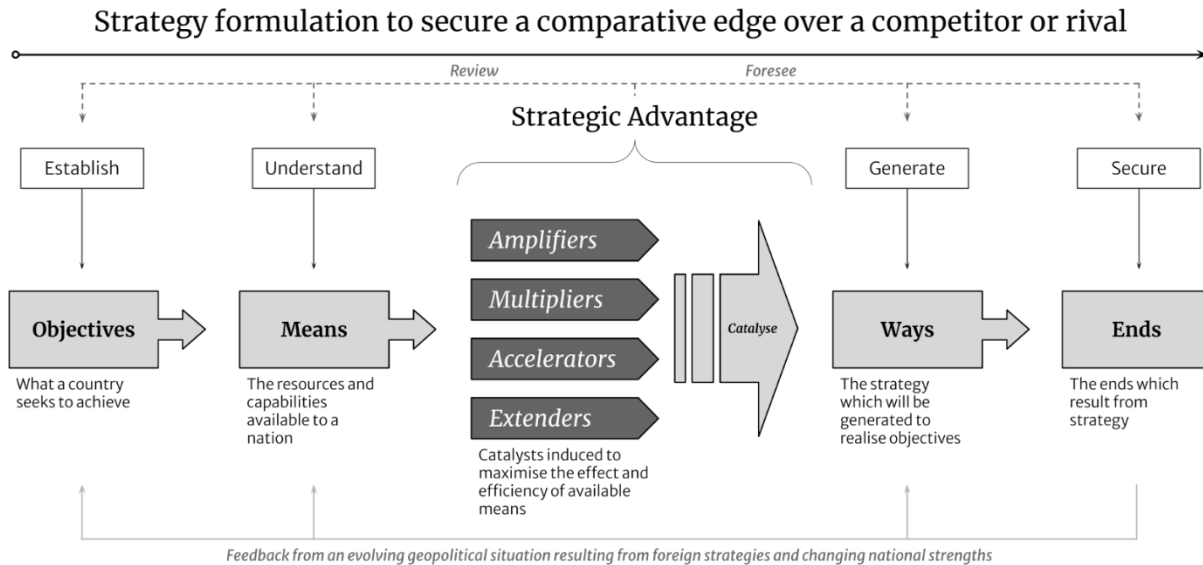 Strategy formulation to secure a comparative edge over a competitor or rival
Review
Foresee
Strategic Advantage
Establish
Understand
Generate
Secure
Amplifiers
Multipliers
Accelerators
Extenders
Catalyse
Objectives
Means
Ways
Ends
What a country
seeks to achieve
The resources and
capabilities
available to a
nation
Catalysts induced to
maximise the effect and
efficiency of available
means
The strategy
which will be
generated to
realise objectives
The ends which
result from
strategy
Feedback from an evolving geopolitical situation resulting from foreign strategies and changing national strengths